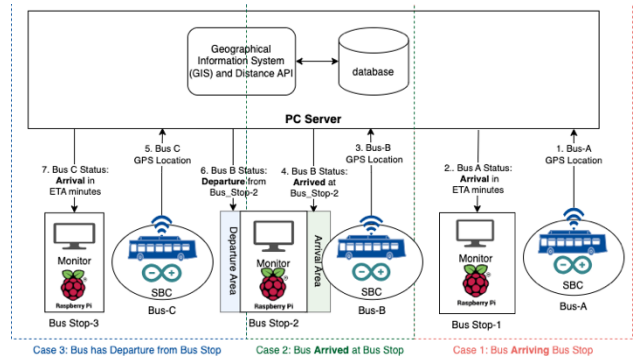 Geographical
Information System
(GIS) and Distance API
database
PC Server
7. Bus C Status:
Arrival in
ETA minutes
5. Bus C
GPS Location
6. Bus B Status:
Departure from
Bus_Stop-2
4. Bus B Status:
Arrived at
Bus_Stop-2
3. Bus-B
GPS Location
2.. Bus A Status:
Arrival in
ETA minutes
1. Bus-A
GPS Location
Monitor
Raspberry Pi
Bus Stop-3
SBC
Bus-C
Departure Area
Monitor
Raspberry Pi
Arrival Area
Bus Stop-2
SBC
Bus-B
Monitor
Raspberry Pi
Bus Stop-1
SBC
Bus-A
Case 3: Bus has Departure from Bus Stop
Case 2: Bus Arrived at Bus Stop
Case 1: Bus Arriving Bus Stop